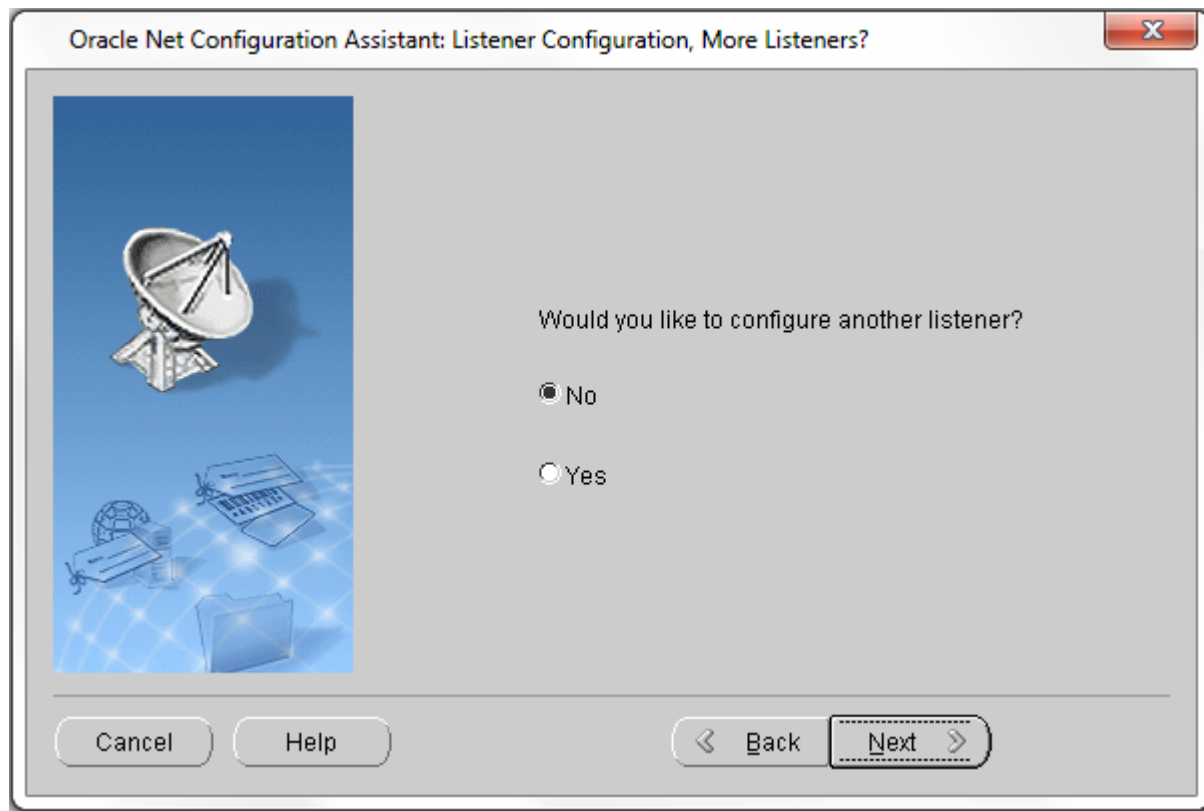 Oracle Net Configuration Assistant: Listener Configuration, More Listeners?
Would you like to configure another listener?
No
Yes
Cancel Help Back Next